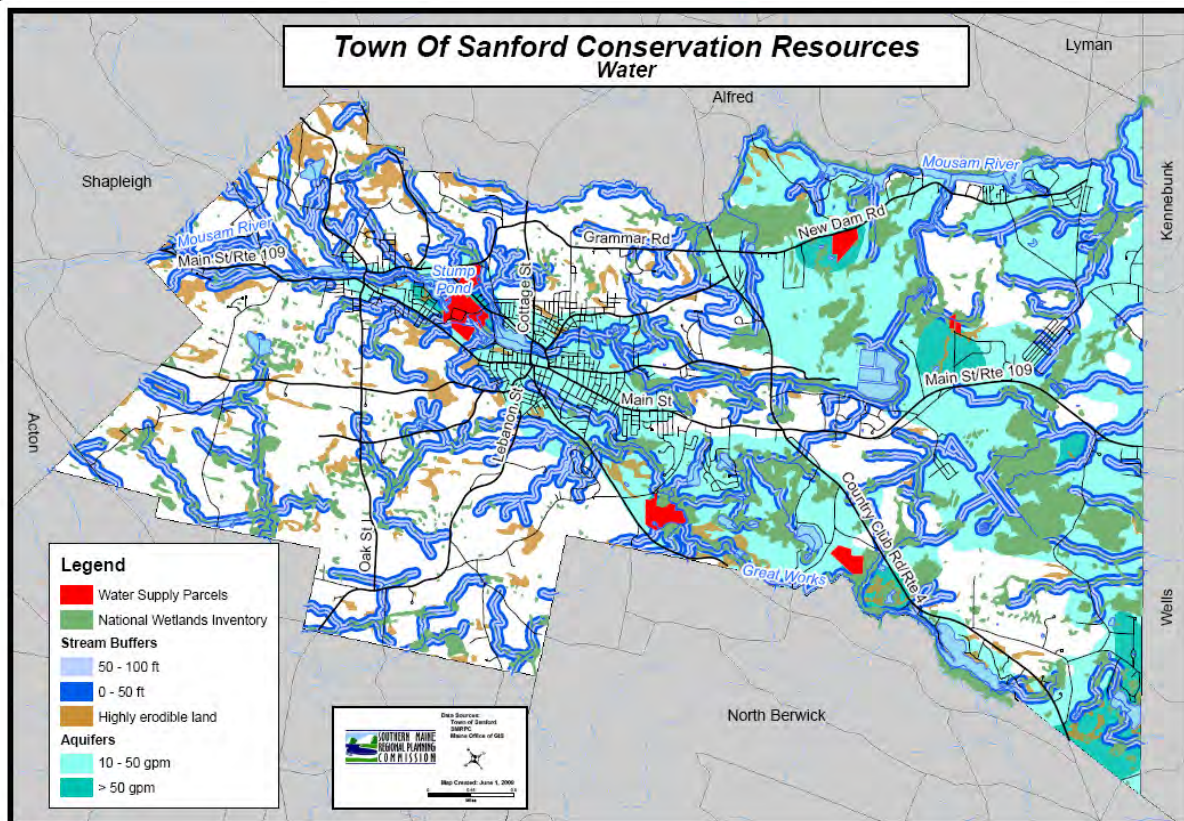 Town Of Sanford Conservation Resources
Water
Lyman
Alfred
Shapleigh
Mousam River
Kennebunk
Mousam River
New Dam Rd
Grammar Rd
Main St/Rte 109
Stump
Pond
Cottage St
Main St/Rte 109
Main St
Lebanon St
Acton
Oak St
Country Club Rd/Rte 4
Great Works
Wells
North Berwick
Legend
Water Supply Parcels
National Wetlands Inventory
Stream Buffers
50 - 100 ft
0 - 50 ft
Highly erodible land
Aquifers
10 - 50 gpm
> 50 gpm
SOUTHERN MAINE
REGIONAL PLANNING
COMMISSION
Data Sources:
Town of Sanford
SMRPC
Maine Office of GIS
Miles